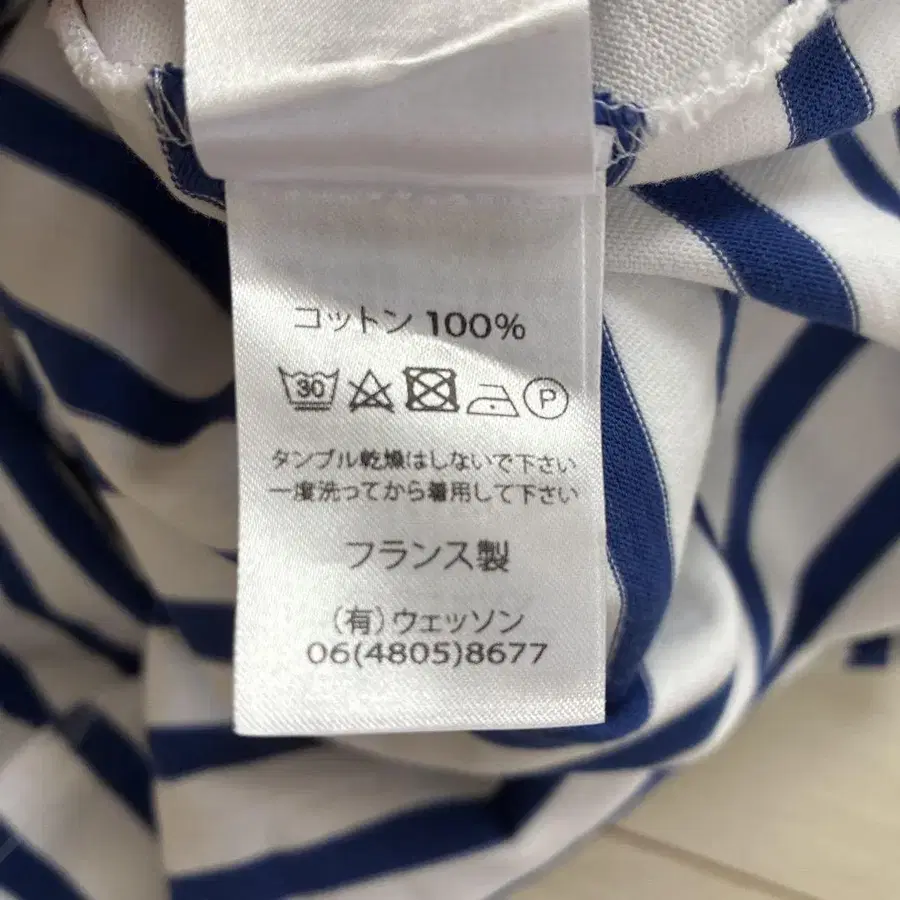 コットン 100%
30 P
タンブル乾燥はしないで下さい
一度洗ってから着用して下さい
フランス製
(有)ウェッソン
06(4805)8677